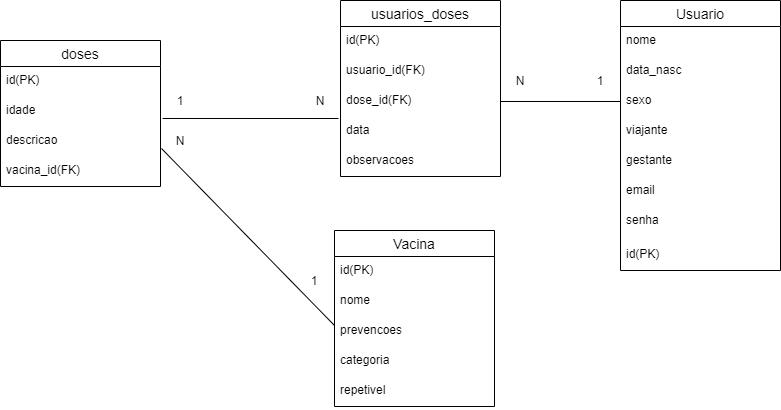 doses
id(PK)
idade
descricao
vacina_id(FK)
1
N
N
1
usuarios_doses
id(PK)
usuario_id(FK)
dose_id(FK)
data
observacoes
N
1
Usuario
nome
data_nasc
sexo
viajante
gestante
email
senha
id(PK)
Vacina
id(PK)
nome
prevencoes
categoria
repetivel